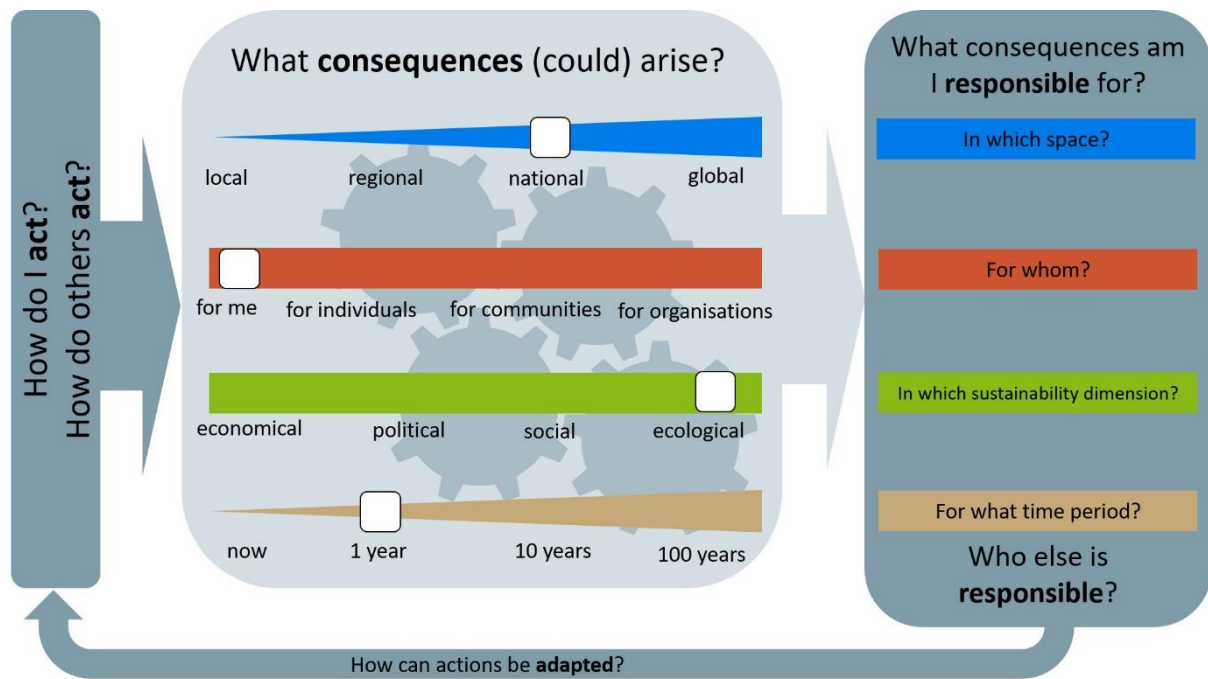 How do I act?
How do others act?
What consequences (could) arise?
local regional national global
for me for individuals for communities for organisations
economical political social ecological
now 1 year 10 years 100 years
What consequences am
I responsible for?
In which space?
For whom?
In which sustainability dimension?
For what time period?
Who else is
responsible?
How can actions be adapted?